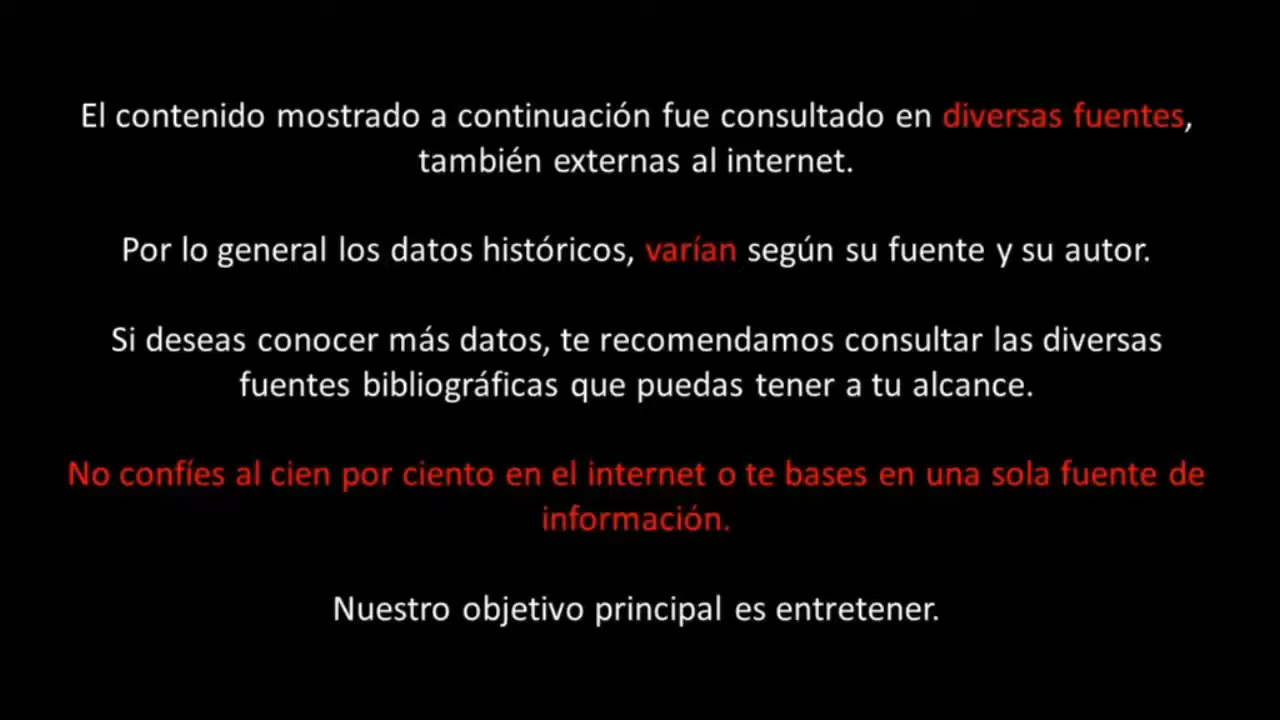 El contenido mostrado a continuación fue consultado en diversas fuentes,
también externas al internet.
Por lo general los datos históricos, varían según su fuente y su autor.
Si deseas conocer más datos, te recomendamos consultar las diversas
fuentes bibliográficas que puedas tener a tu alcance.
No confíes al cien por ciento en el internet o te bases en una sola fuente de
información.
Nuestro objetivo principal es entretener.